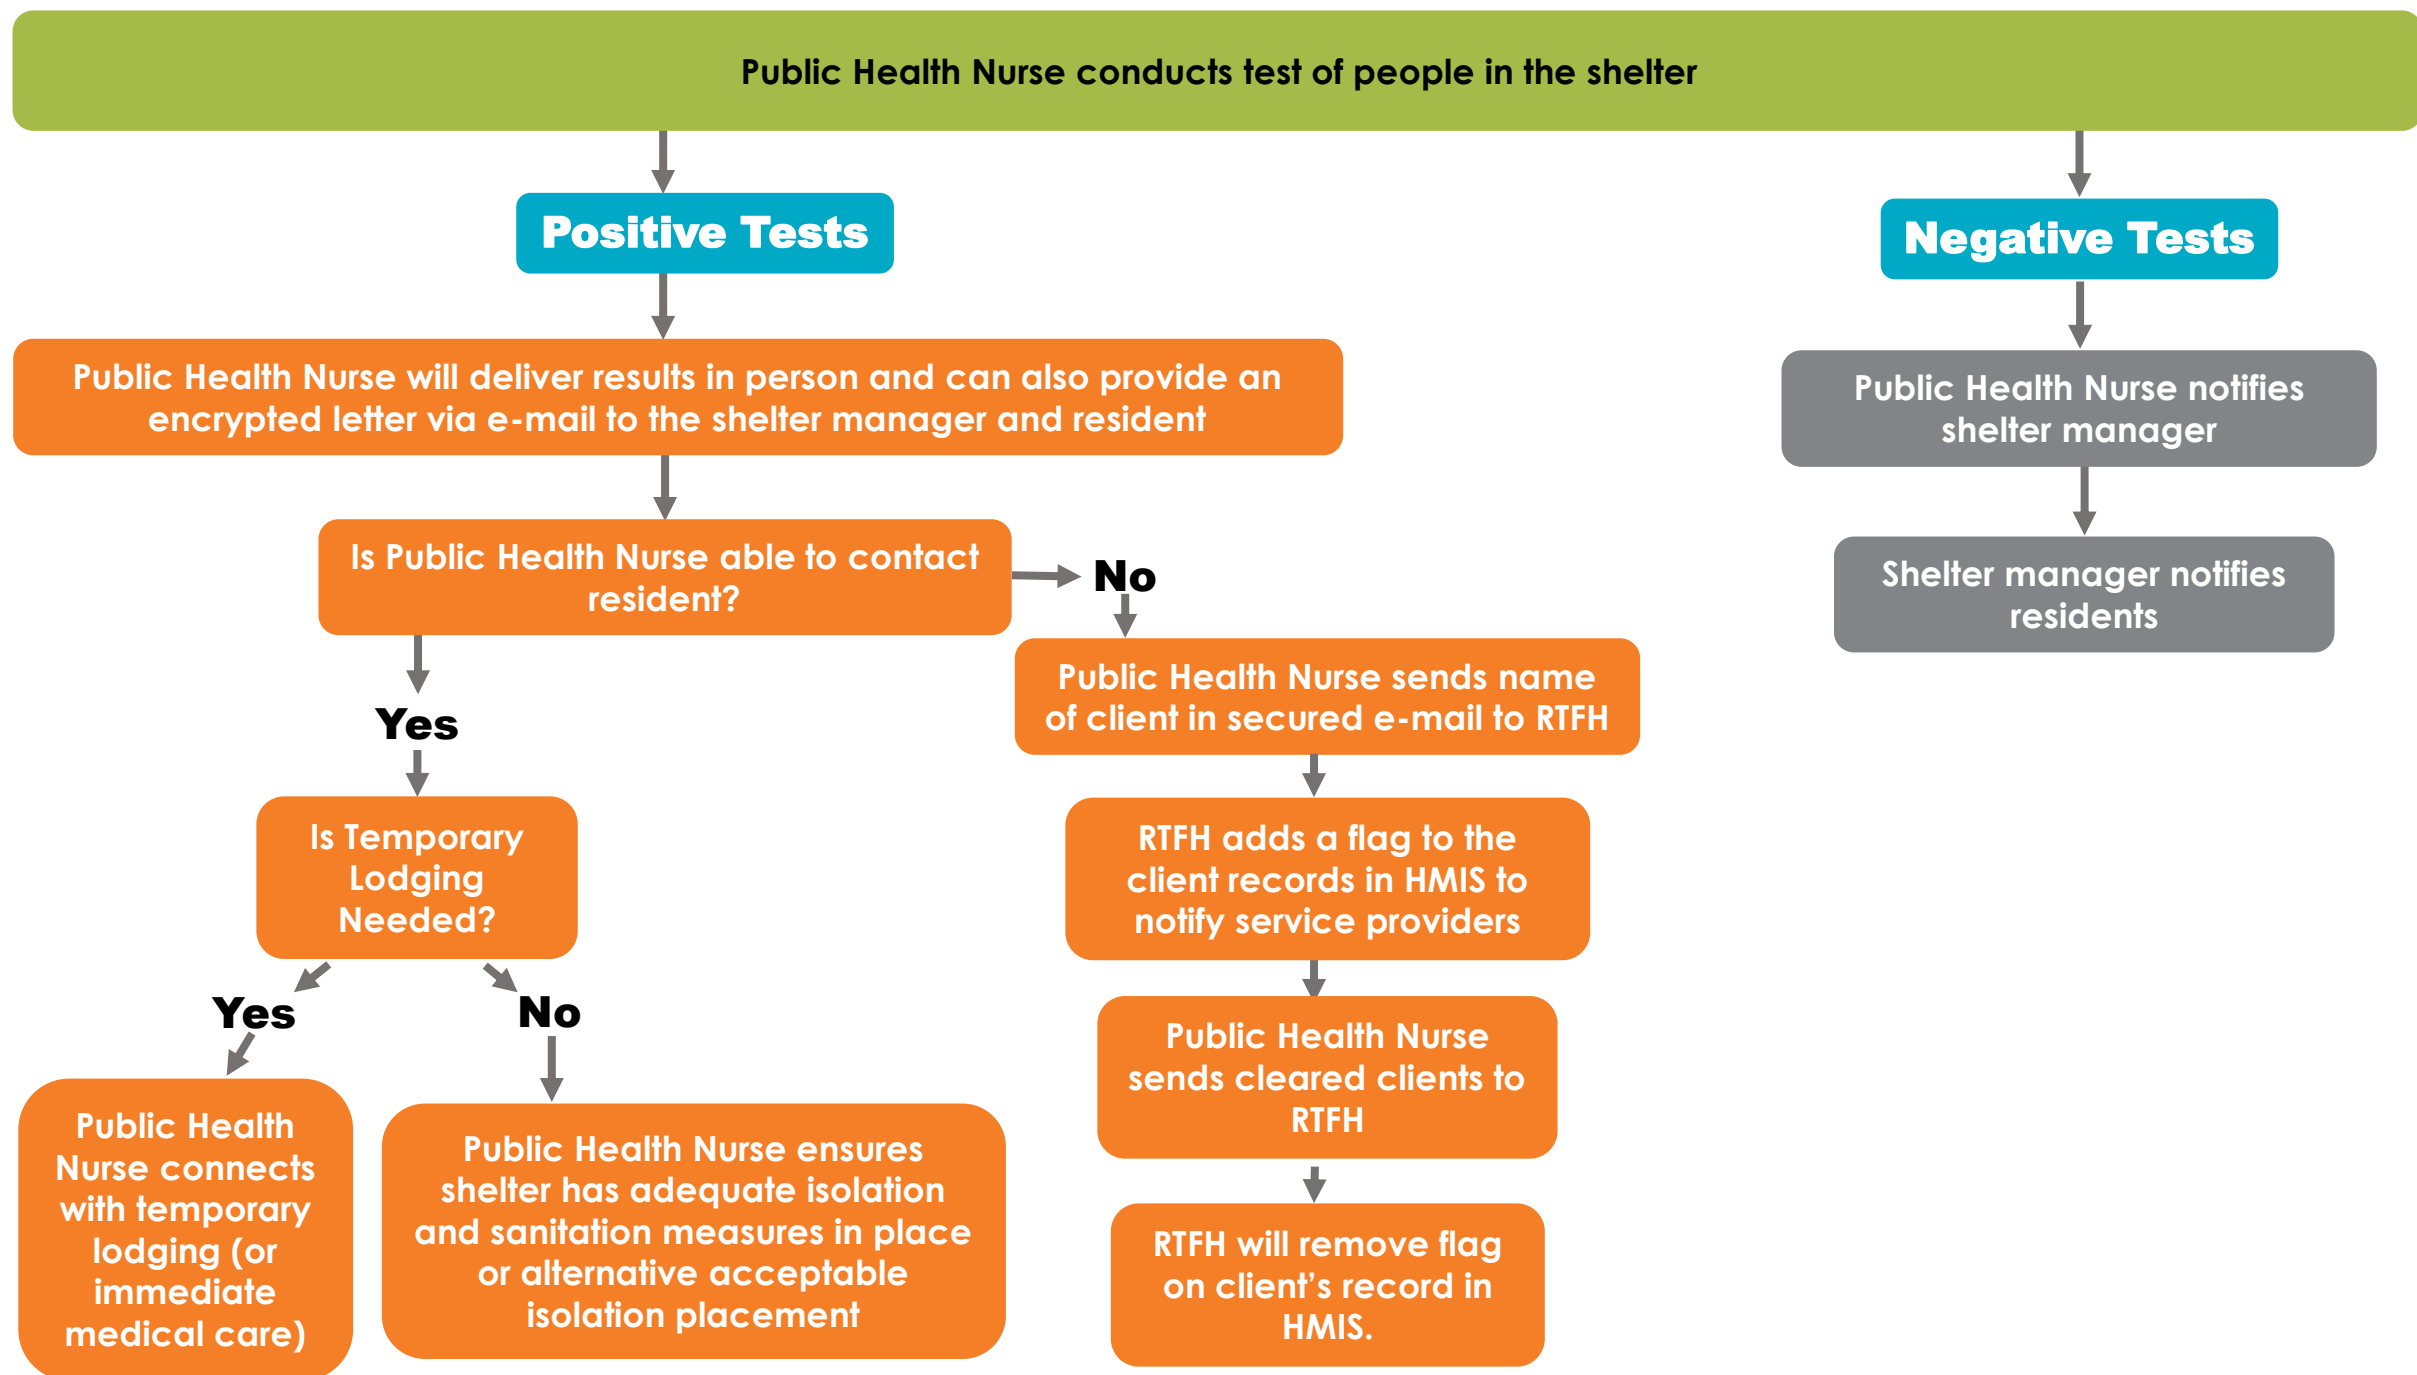 Public Health Nurse conducts test of people in the shelter
Positive Tests
Public Health Nurse will deliver results in person and can also provide an
encrypted letter via e-mail to the shelter manager and resident
Is Public Health Nurse able to contact
resident?
No
Yes
Is Temporary
Lodging
Needed?
Yes
No
Public Health
Nurse connects
with temporary
lodging (or
immediate
medical care)
Public Health Nurse ensures
shelter has adequate isolation
and sanitation measures in place
or alternative acceptable
isolation placement
Public Health Nurse sends name
of client in secured e-mail to RTFH
RTFH adds a flag to the
client records in HMIS to
notify service providers
Public Health Nurse
sends cleared clients to
RTFH
RTFH will remove flag
on client’s record in
HMIS.
Negative Tests
Public Health Nurse notifies
shelter manager
Shelter manager notifies
residents